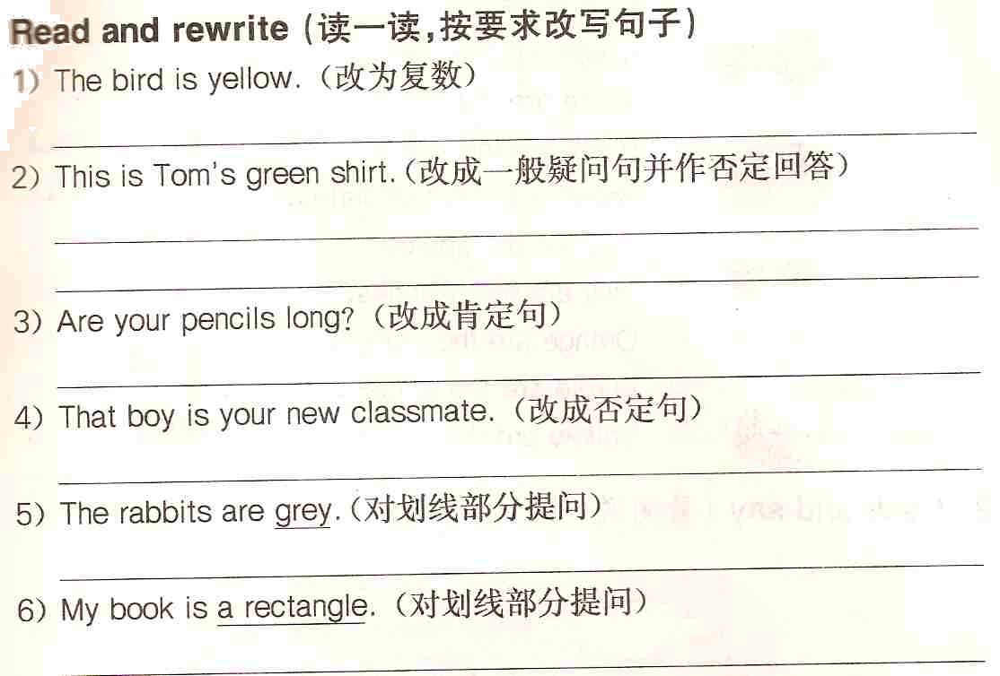 Read and rewrite (读一读,按要求改写句子)
1) The bird is yellow. (改为复数)
2) This is Tom's green shirt. (改成一般疑问句并作否定回答)
3) Are your pencils long? (改成肯定句)
4) That boy is your new classmate. (改成否定句)
5) The rabbits are grey. (对划线部分提问)
6) My book is a rectangle. (对划线部分提问)